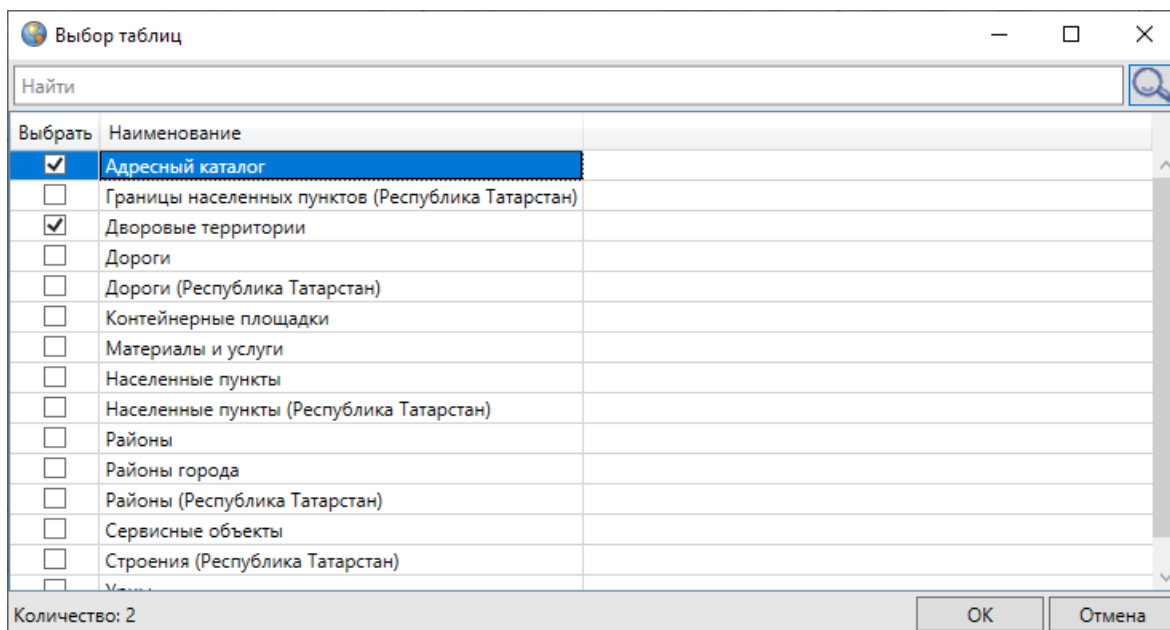 Выбор таблиц
Найти
Выбрать Наименование
Адресный каталог
Границы населенных пунктов (Республика Татарстан)
Дворовые территории
Дороги
Дороги (Республика Татарстан)
Контейнерные площадки
Материалы и услуги
Населенные пункты
Населенные пункты (Республика Татарстан)
Районы
Районы города
Районы (Республика Татарстан)
Сервисные объекты
Строения (Республика Татарстан)
Количество: 2 OK Отмена